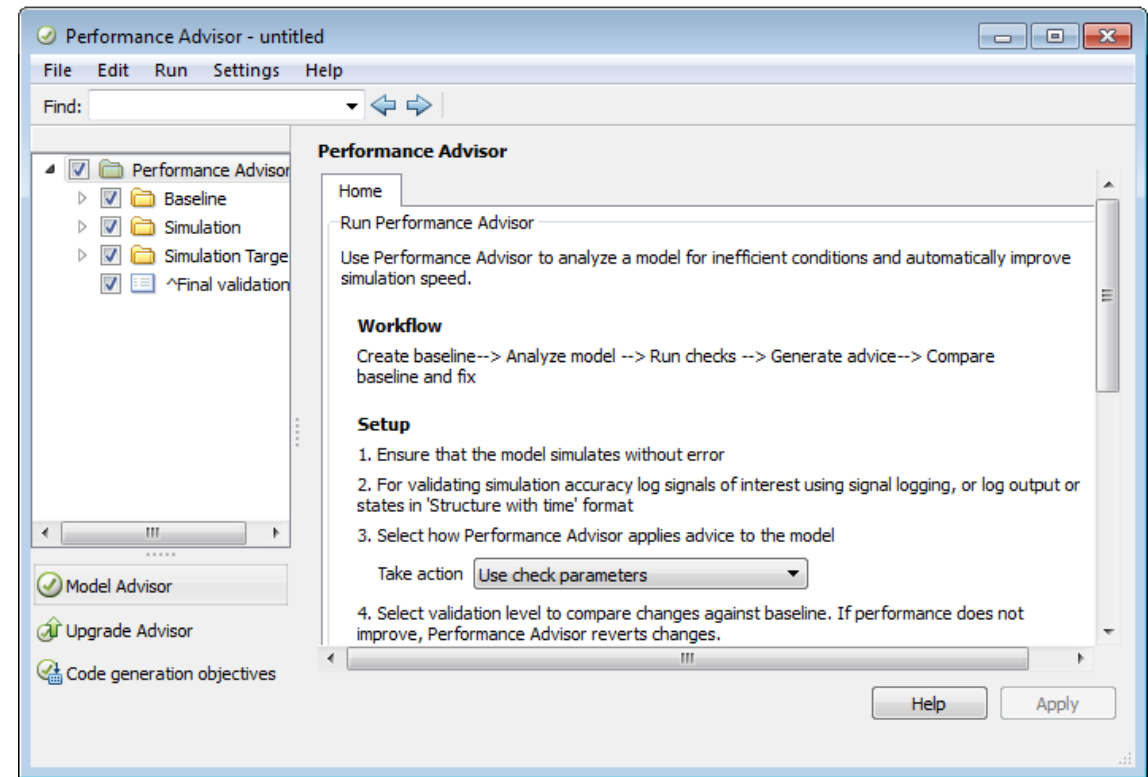 Performance Advisor - untitled
File Edit Run Settings Help
Find:
Performance Advisor
Baseline
Simulation
Simulation Targe
^Final validation
Model Advisor
Upgrade Advisor
Code generation objectives
Performance Advisor
Home
Run Performance Advisor
Use Performance Advisor to analyze a model for inefficient conditions and automatically improve
simulation speed.
Workflow
Create baseline--> Analyze model --> Run checks --> Generate advice--> Compare
baseline and fix
Setup
1. Ensure that the model simulates without error
2. For validating simulation accuracy log signals of interest using signal logging, or log output or
states in 'Structure with time' format
3. Select how Performance Advisor applies advice to the model
Take action Use check parameters
4. Select validation level to compare changes against baseline. If performance does not
improve, Performance Advisor reverts changes.
Help Apply